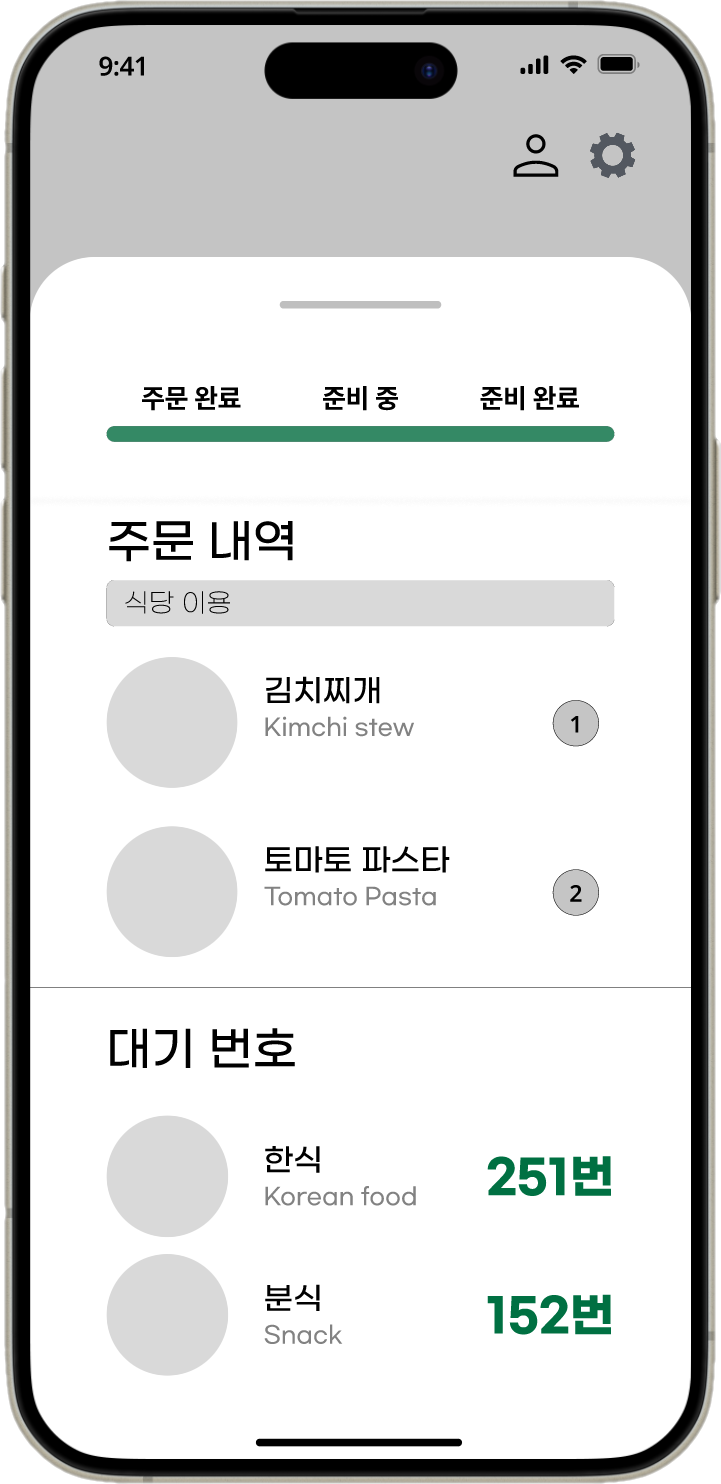 9:41
주문 완료 준비 중 준비 완료
주문 내역
식당 이용
김치찌개
Kimchi stew
1
토마토 파스타
Tomato Pasta
2
대기 번호
한식
Korean food
251번
분식
Snack
152번